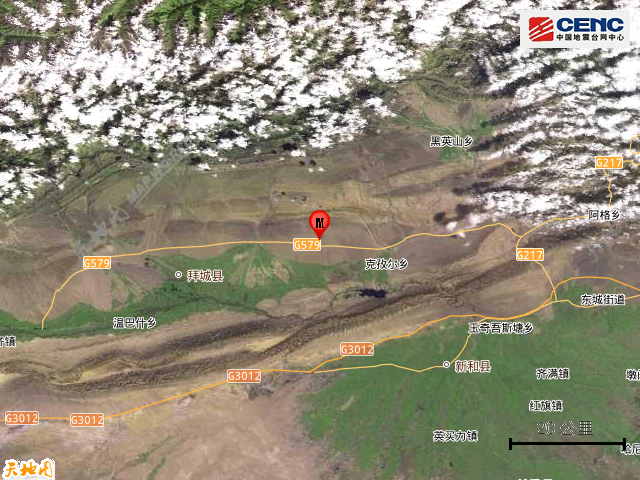 CENC
中国地震台网中心
黑英山乡
G217
阿格乡
M
G579
G217
G579
克孜尔乡
拜城县
东城街道
温巴什乡
玉奇吾斯塘乡
齐镇
G3012
新和县
G3012
齐满镇
红旗镇
G3012
G3012
20 公里
英买力镇
天地图